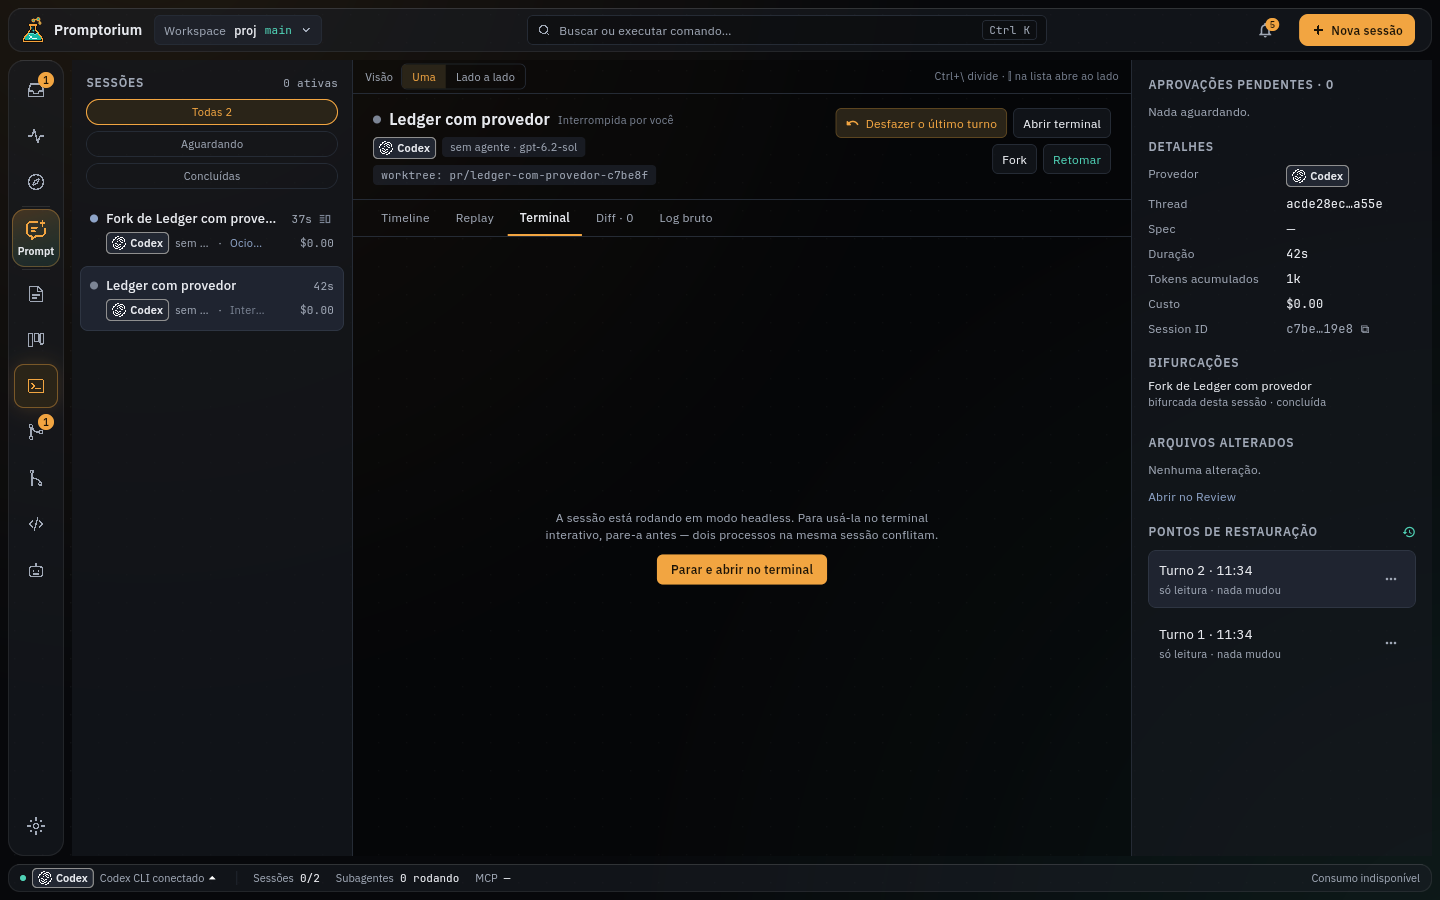 Promptorium
Workspace proj main
Buscar ou executar comando...
Ctrl K
5
Nova sessão
1
Prompt
1
SESSÕES
0 ativas
Todas 2
Aguardando
Concluídas
Fork de Ledger com prove...
37s
Codex
sem ... · Ocio...
$0.00
Ledger com provedor
42s
Codex
sem ... · Inter...
$0.00
Visão
Uma
Lado a lado
Ctrl+\ divide · ⫿ na lista abre ao lado
Ledger com provedor
Interrompida por você
Codex
sem agente · gpt-6.2-sol
worktree: pr/ledger-com-provedor-c7be8f
Desfazer o último turno
Abrir terminal
Fork
Retomar
Timeline
Replay
Terminal
Diff · 0
Log bruto
A sessão está rodando em modo headless. Para usá-la no terminal
interativo, pare-a antes — dois processos na mesma sessão conflitam.
Parar e abrir no terminal
APROVAÇÕES PENDENTES · 0
Nada aguardando.
DETALHES
Provedor
Codex
Thread
acde28ec…a55e
Spec
—
Duração
42s
Tokens acumulados
1k
Custo
$0.00
Session ID
c7be…19e8
BIFURCAÇÕES
Fork de Ledger com provedor
bifurcada desta sessão · concluída
ARQUIVOS ALTERADOS
Nenhuma alteração.
Abrir no Review
PONTOS DE RESTAURAÇÃO
Turno 2 · 11:34
só leitura · nada mudou
Turno 1 · 11:34
só leitura · nada mudou
Codex
Codex CLI conectado
Sessões 0/2
Subagentes 0 rodando
MCP —
Consumo indisponível